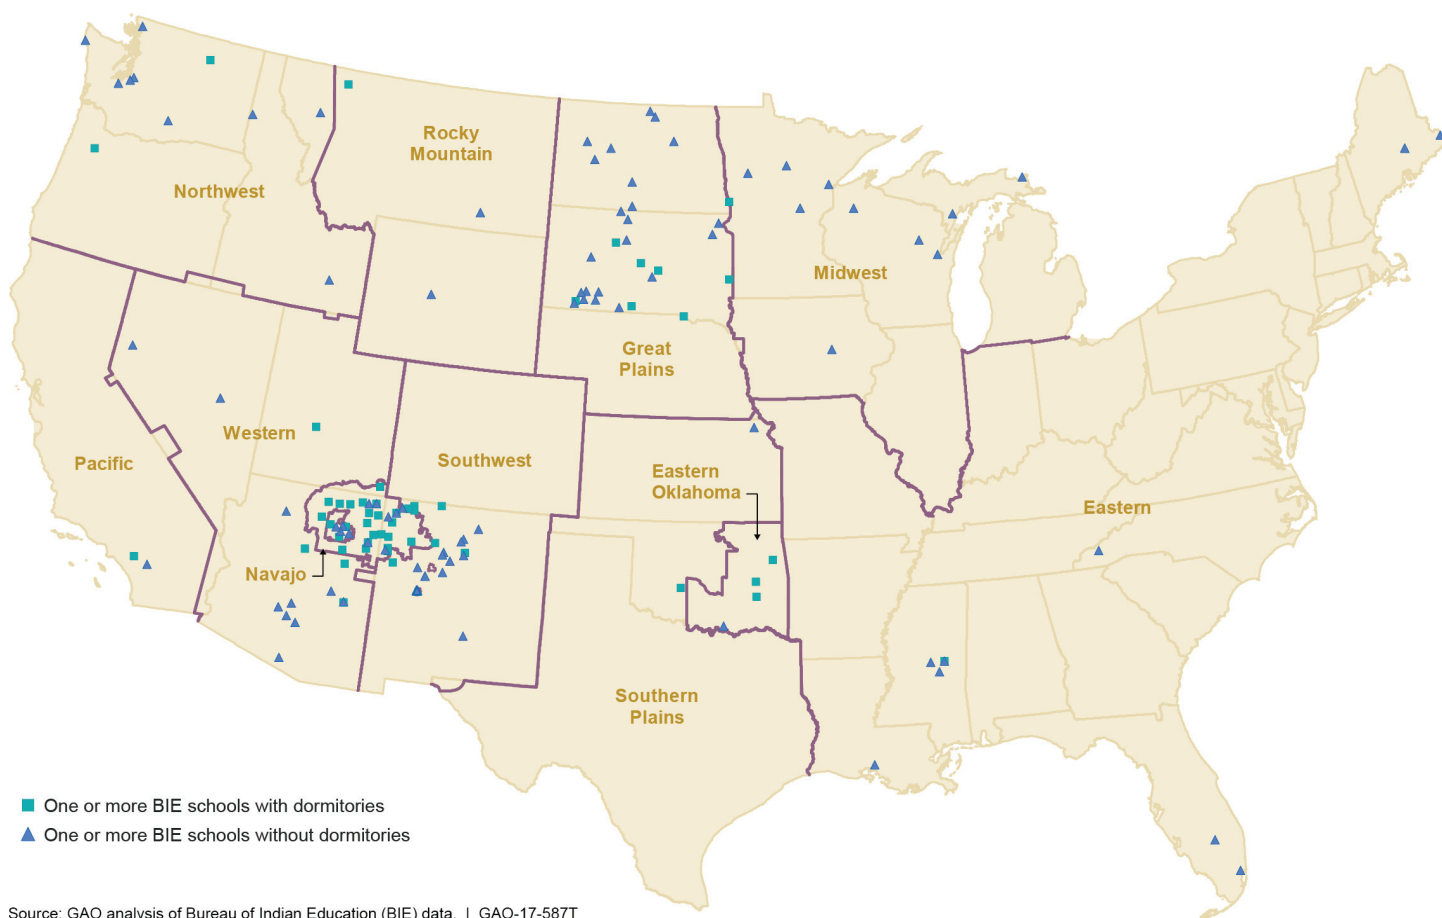 Rocky
Mountain
Northwest
Midwest
Great
Plains
Western
Pacific
Southwest
Eastern
Oklahoma
Eastern
Navajo
Southern
Plains
One or more BIE schools with dormitories
One or more BIE schools without dormitories
Source: GAO analysis of Bureau of Indian Education (BIE) data. | GAO-17-587T